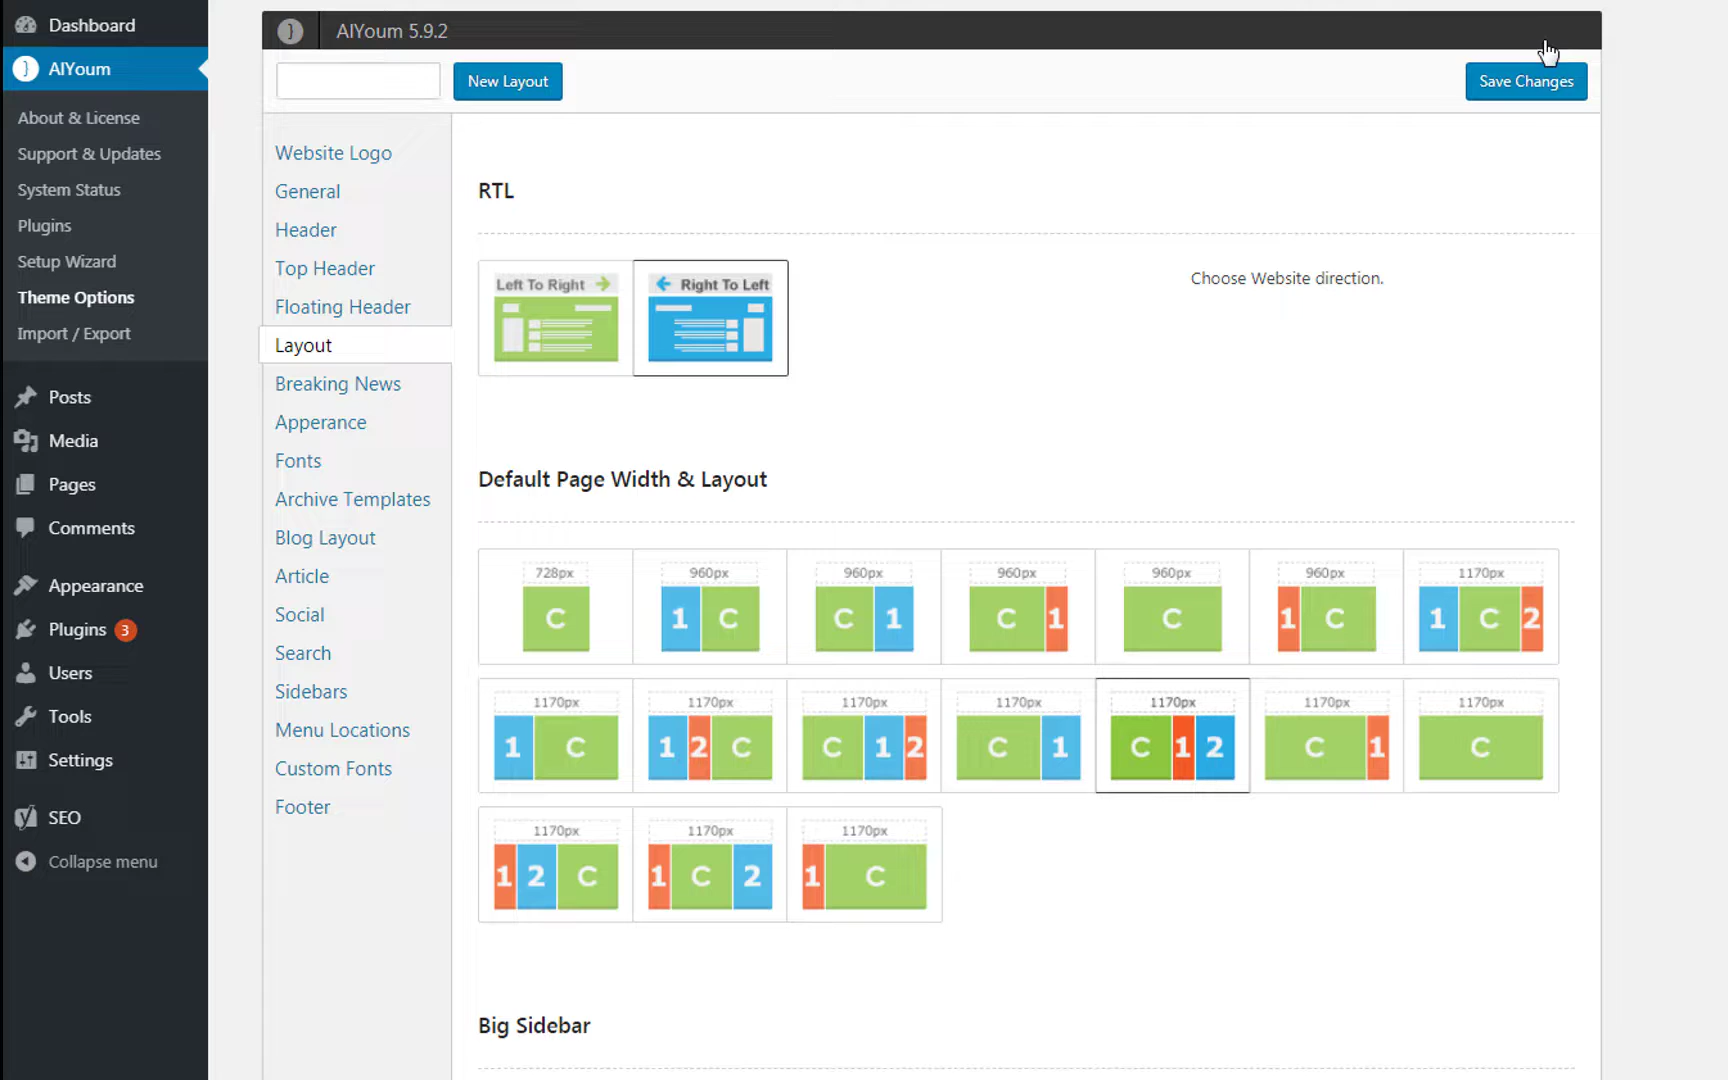 Dashboard
AlYoum
About & License
Support & Updates
System Status
Plugins
Setup Wizard
Theme Options
Import / Export
Posts
Media
Pages
Comments
Appearance
Plugins 3
Users
Tools
Settings
SEO
Collapse menu
AlYoum 5.9.2
New Layout
Save Changes
Website Logo
General
Header
Top Header
Floating Header
Layout
Breaking News
Apperance
Fonts
Archive Templates
Blog Layout
Article
Social
Search
Sidebars
Menu Locations
Custom Fonts
Footer
RTL
Left To Right
Right To Left
Choose Website direction.
Default Page Width & Layout
728px 960px 960px 960px 960px 960px 1170px
C 1 C C 1 C 1 C 1 C 1 C 2
1170px 1170px 1170px 1170px 1170px 1170px 1170px
1 C 1 2 C C 1 2 C 1 C 1 2 C 1 C
1170px 1170px 1170px
1 2 C 1 C 2 1 C
Big Sidebar